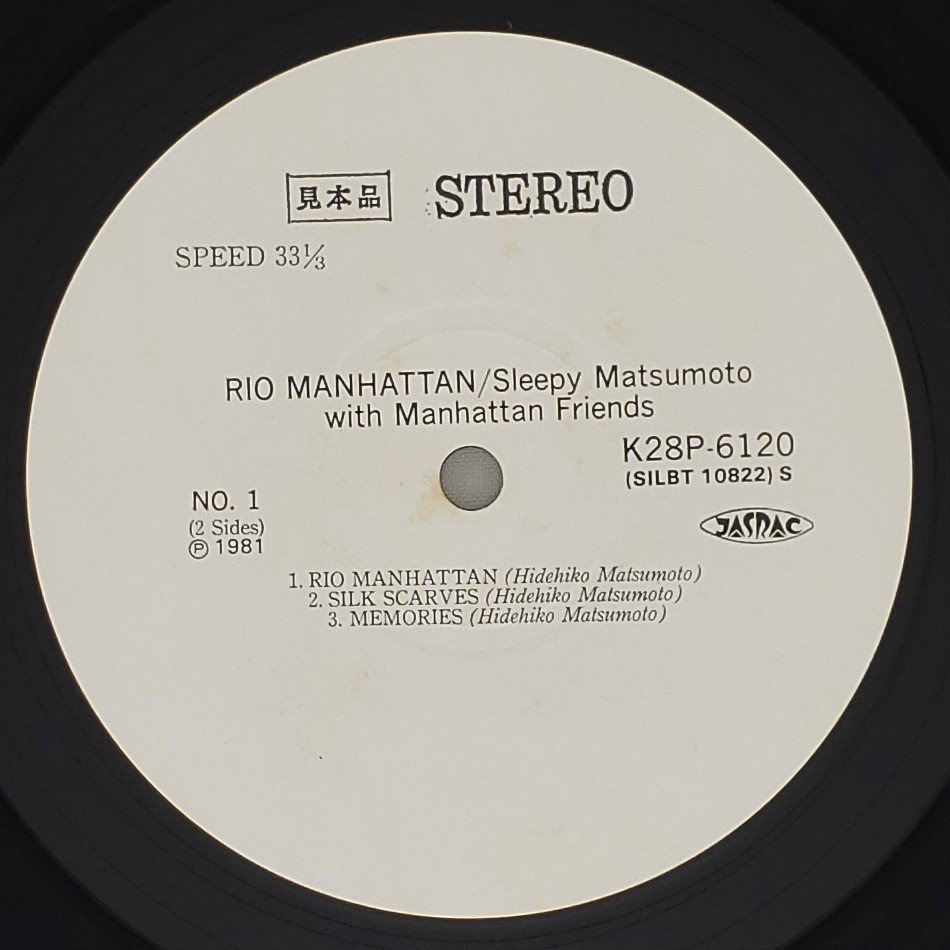 見本品 STEREO
SPEED 33⅓
RIO MANHATTAN/Sleepy Matsumoto
with Manhattan Friends
K28P-6120
(SILBT 10822) S
NO. 1
(2 Sides)
Ⓟ 1981
JASRAC
1. RIO MANHATTAN (Hidehiko Matsumoto)
2. SILK SCARVES (Hidehiko Matsumoto)
3. MEMORIES (Hidehiko Matsumoto)